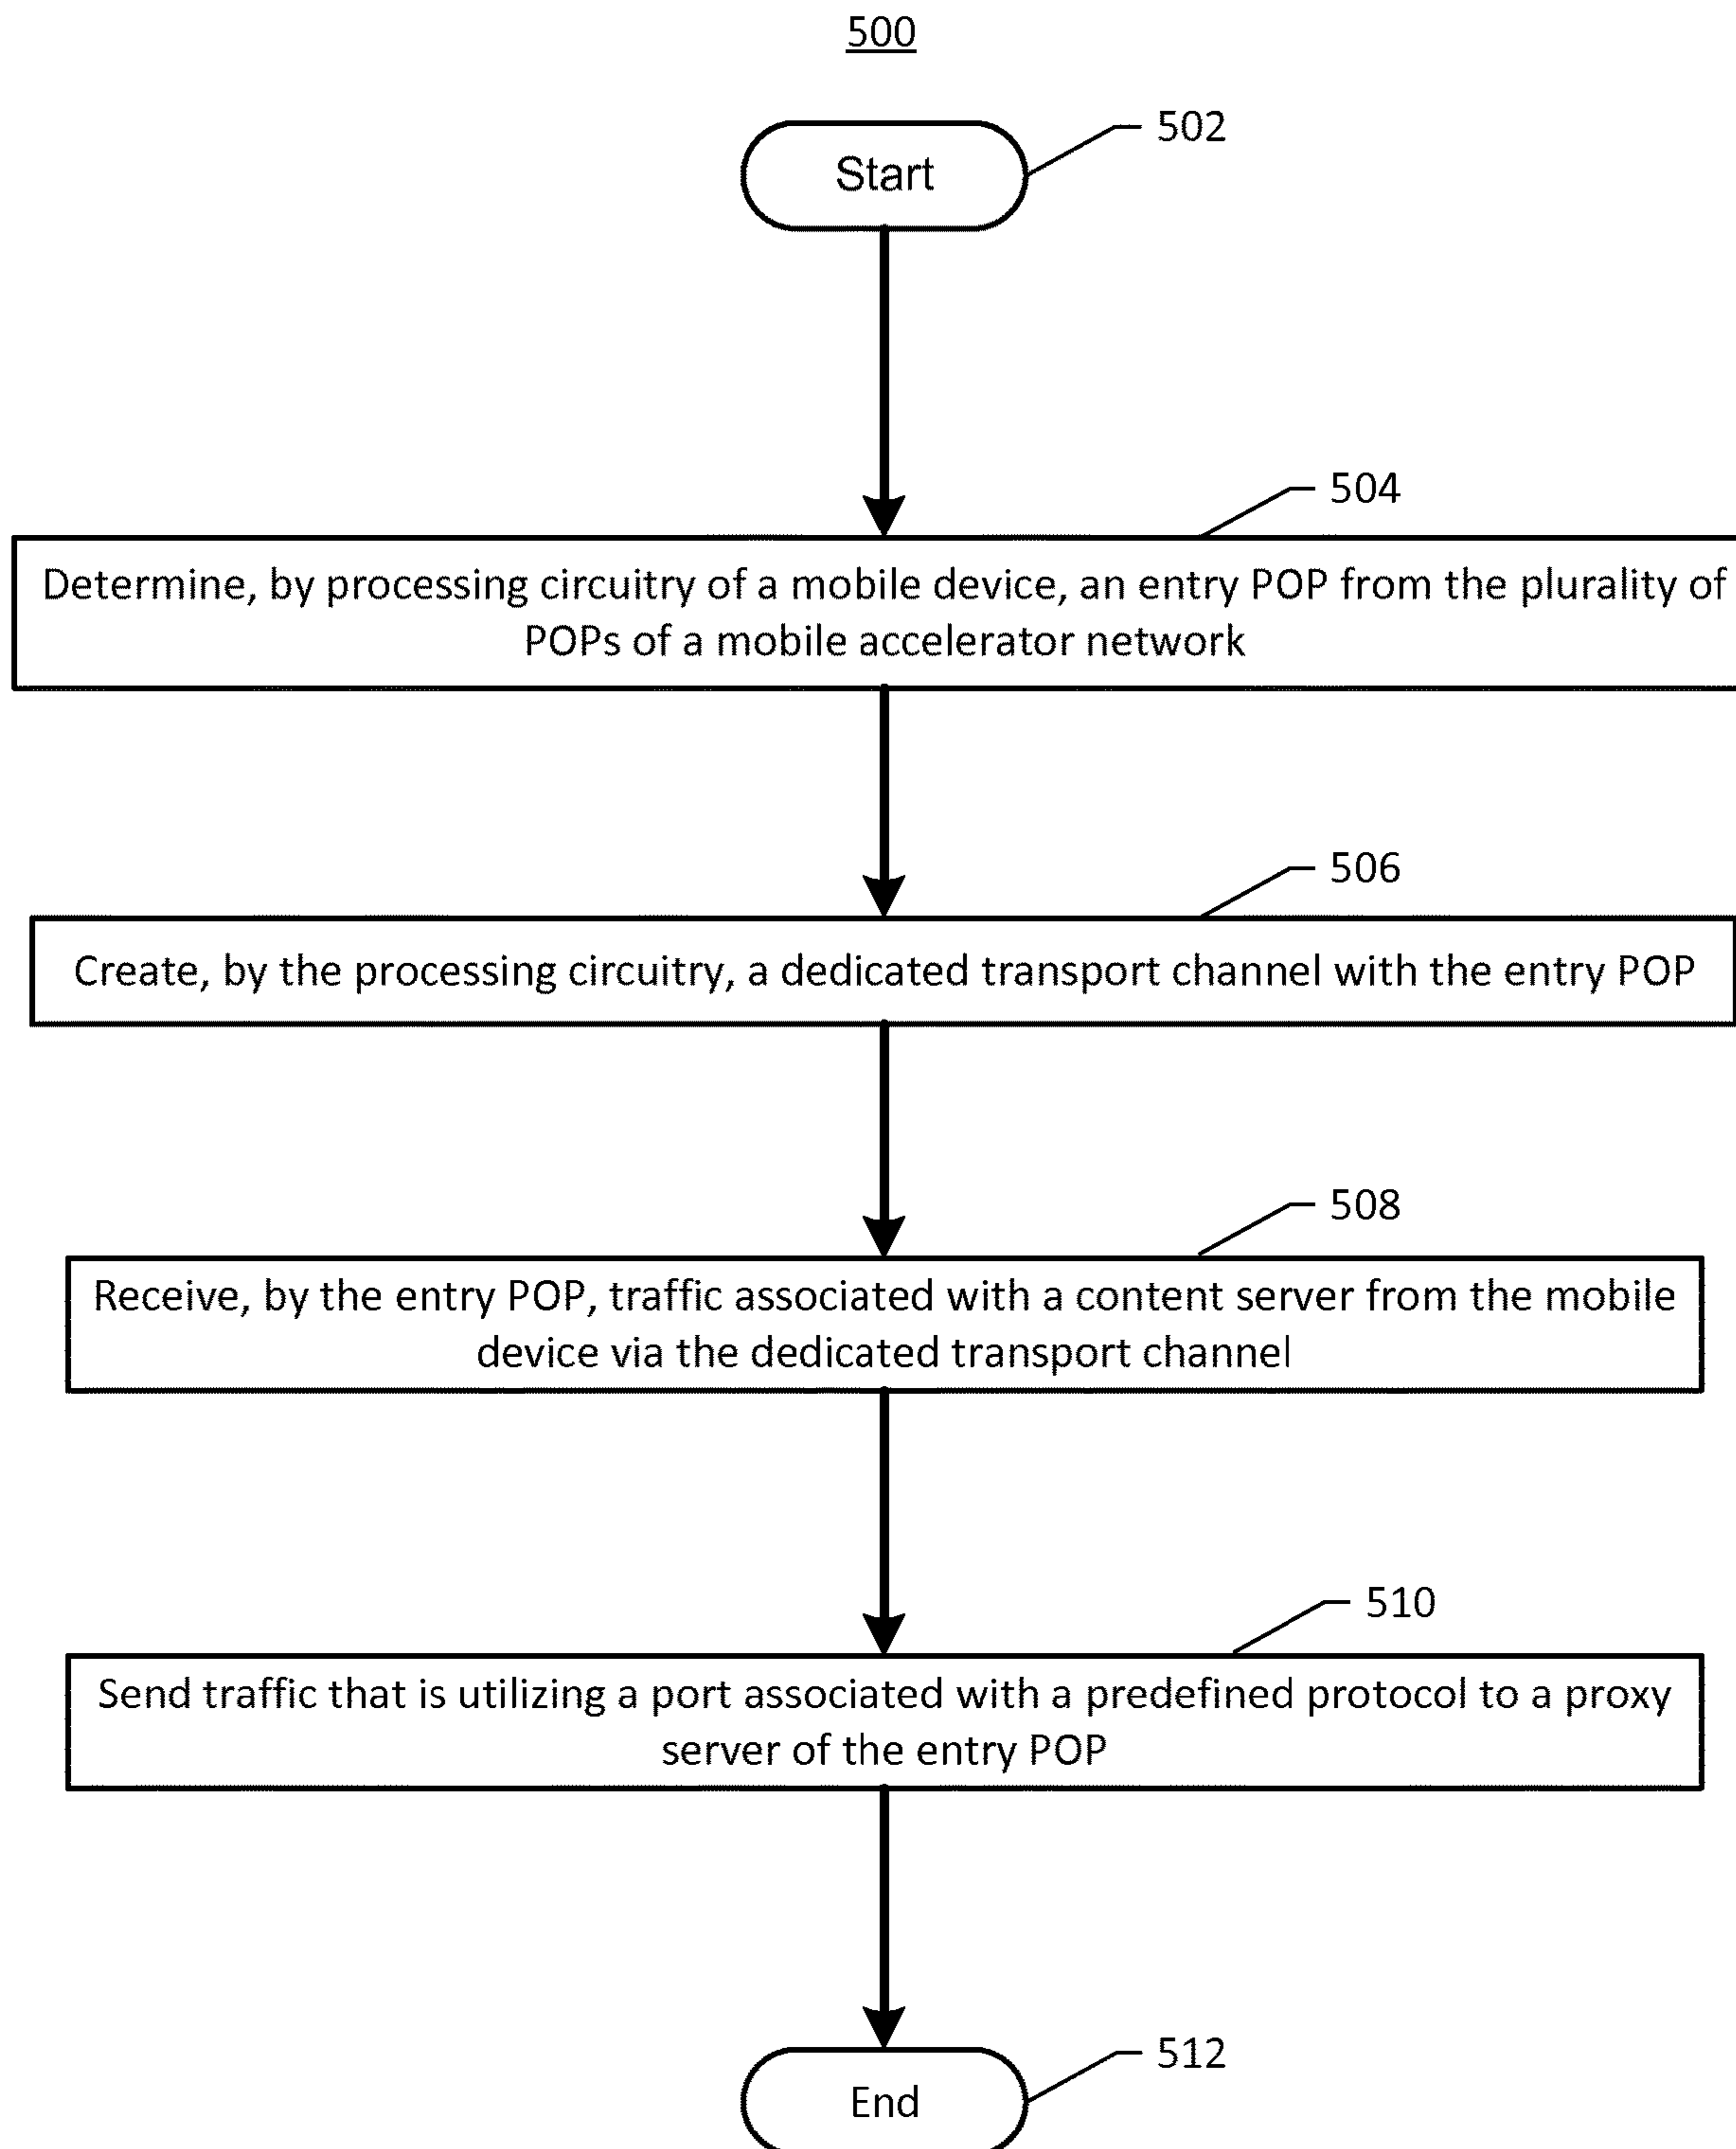 500
502
Start
504
Determine, by processing circuitry of a mobile device, an entry POP from the plurality of
POPs of a mobile accelerator network
506
Create, by the processing circuitry, a dedicated transport channel with the entry POP
508
Receive, by the entry POP, traffic associated with a content server from the mobile
device via the dedicated transport channel
510
Send traffic that is utilizing a port associated with a predefined protocol to a proxy
server of the entry POP
512
End